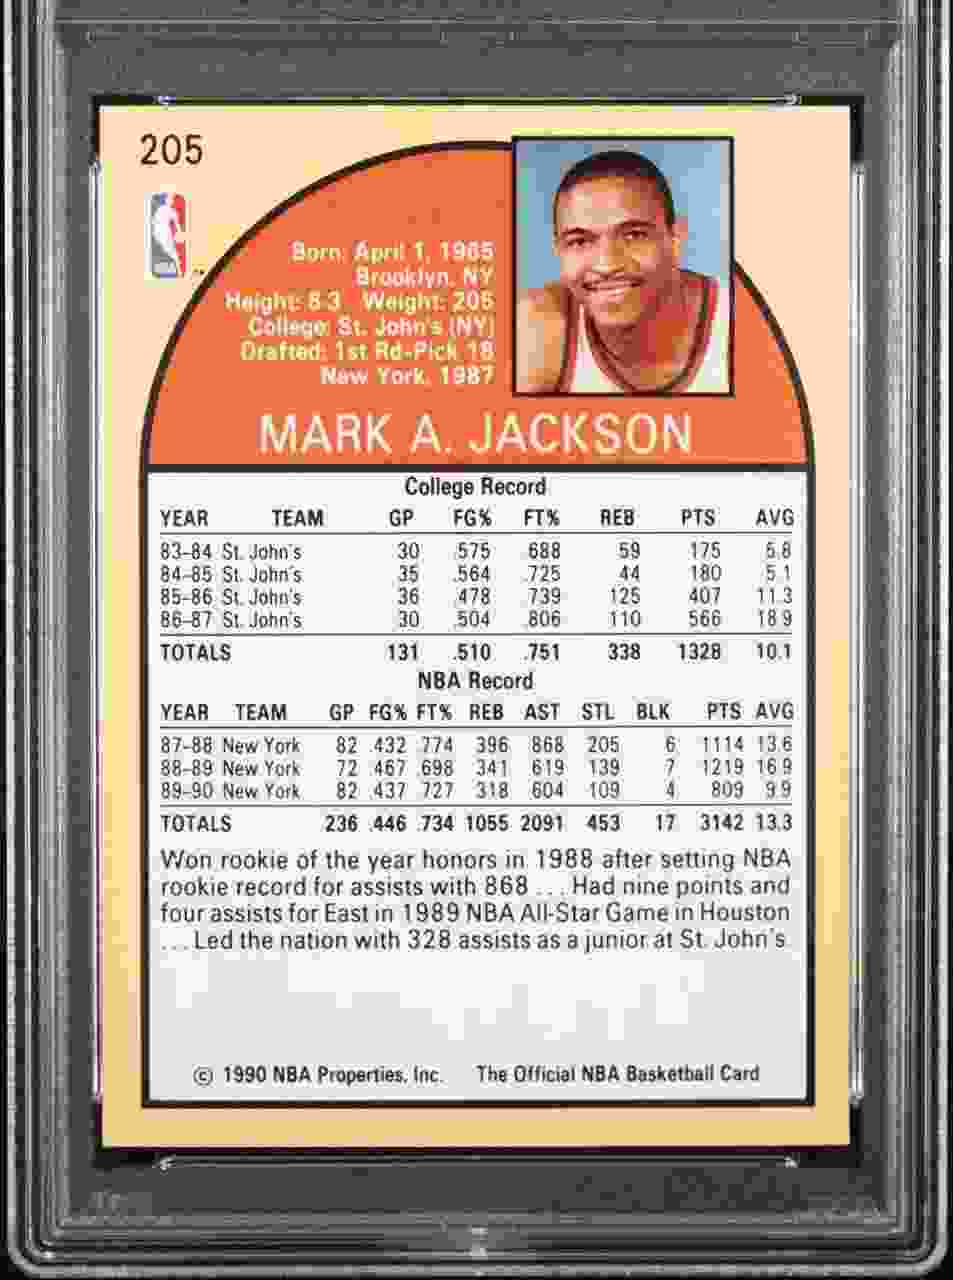 205
Born: April 1, 1965
Brooklyn, NY
Height: 6.3 Weight: 205
College: St. John's (NY)
Drafted: 1st Rd-Pick 18
New York, 1987
MARK A. JACKSON
College Record
YEAR TEAM GP FG% FT% REB PTS AVG
83–84 St. John's 30 .575 .688 59 175 5.8
84–85 St. John's 35 .564 .725 44 180 5.1
85–86 St. John's 36 .478 .739 125 407 11.3
86–87 St. John's 30 .504 .806 110 566 18.9
TOTALS 131 .510 .751 338 1328 10.1
NBA Record
YEAR TEAM GP FG% FT% REB AST STL BLK PTS AVG
87–88 New York 82 .432 .774 396 868 205 6 1114 13.6
88–89 New York 72 .467 .698 341 619 139 7 1219 16.9
89–90 New York 82 .437 .727 318 604 109 4 809 9.9
TOTALS 236 .446 .734 1055 2091 453 17 3142 13.3
Won rookie of the year honors in 1988 after setting NBA
rookie record for assists with 868 ... Had nine points and
four assists for East in 1989 NBA All-Star Game in Houston
... Led the nation with 328 assists as a junior at St. John's.
© 1990 NBA Properties, Inc. The Official NBA Basketball Card